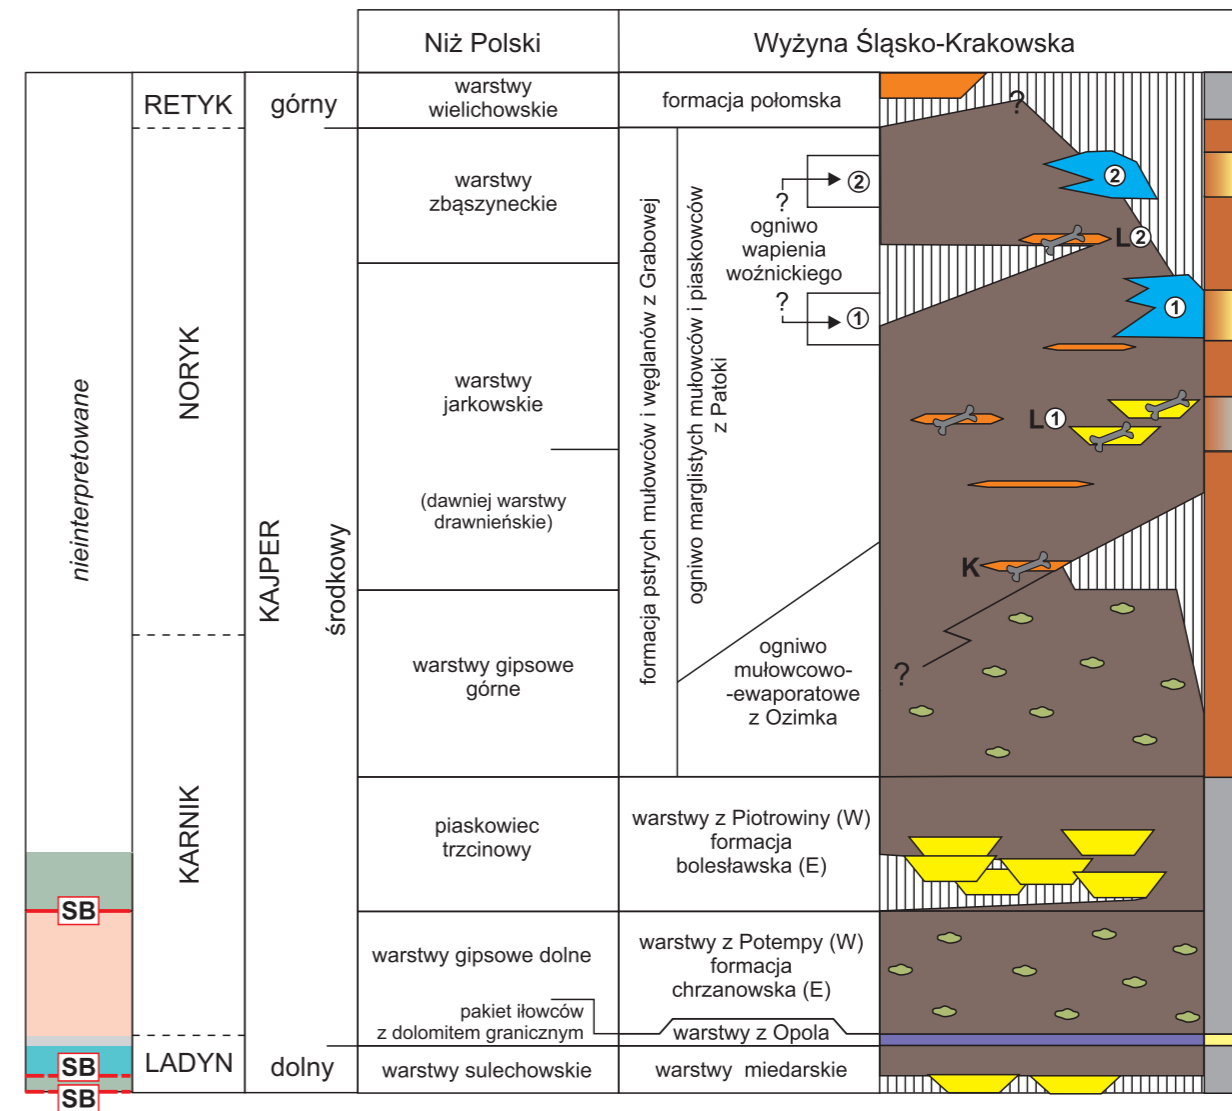 Niż Polski
Wyżyna Śląsko-Krakowska
RETYK
górny
warstwy
wielichowskie
formacja połomska
?
nieinterpretowane
NORYK
KAJPER
środkowy
warstwy
zbąszyneckie
formacja pstrych mułowców i węglanów z Grabowej
ogniwo marglistych mułowców i piaskowców
z Patoki
2
?
ogniwo
wapienia
woźnickiego
?
1
2
L2
1
warstwy
jarkowskie
L1
(dawniej warstwy
drawnieńskie)
K
warstwy gipsowe
górne
ogniwo
mułowcowo-
-ewaporatowe
z Ozimka
?
KARNIK
piaskowiec
trzcinowy
warstwy z Piotrowiny (W)
formacja
bolesławska (E)
SB
warstwy gipsowe dolne
warstwy z Potempy (W)
formacja
chrzanowska (E)
pakiet iłowców
z dolomitem granicznym
warstwy z Opola
SB
LADYN
dolny
warstwy sulechowskie
warstwy miedarskie
SB